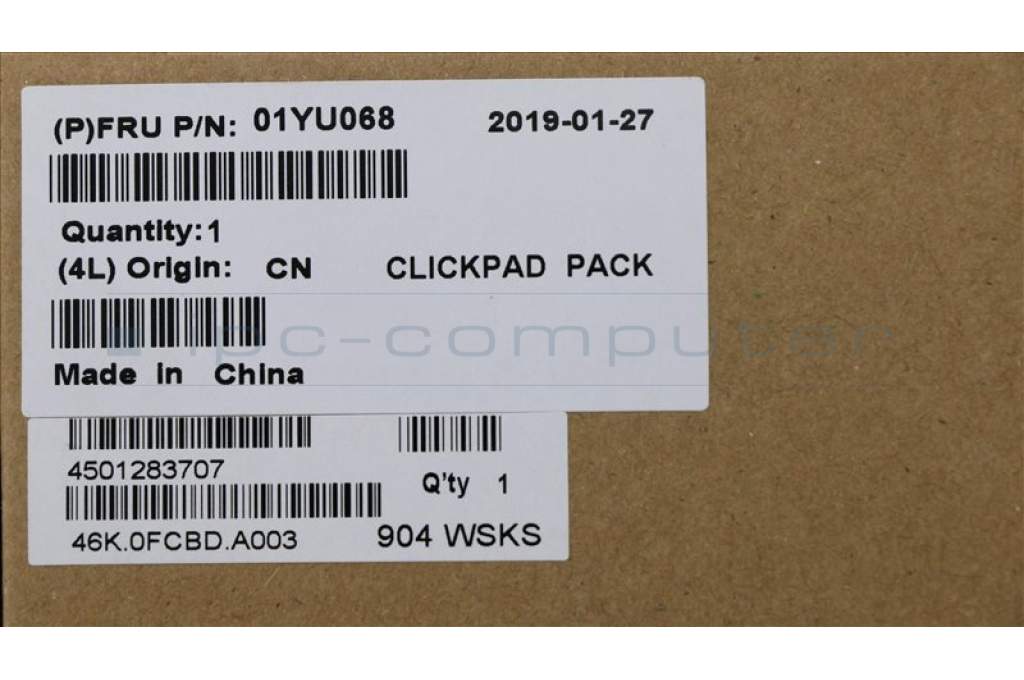 (P)FRU P/N: 01YU068 2019-01-27
Quantity:1
(4L) Origin: CN CLICKPAD PACK
ipc-computer
Made in China
4501283707
Q'ty 1
46K.0FCBD.A003 904 WSKS